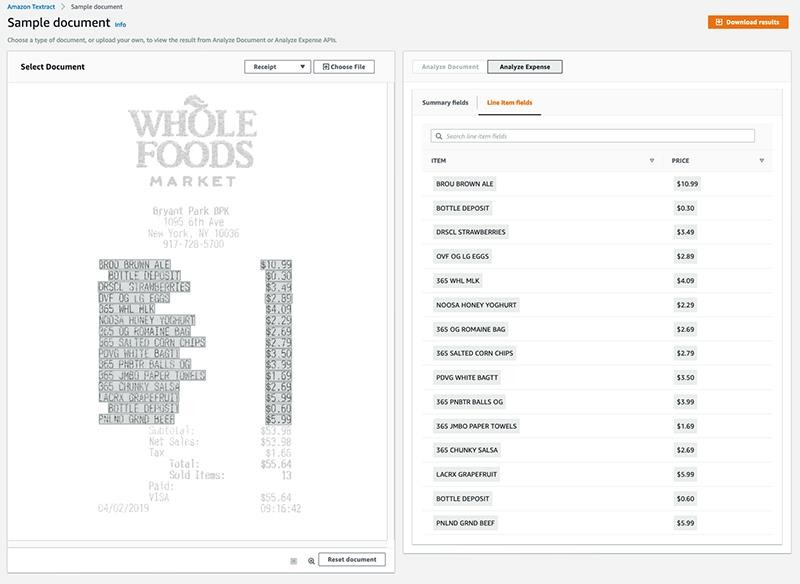 Amazon Textract > Sample document
Sample document Info
Choose a type of document, or upload your own, to view the result from Analyze Document or Analyze Expense APIs.
Download results
Select Document
Receipt
Choose File
WHOLE
FOODS
MARKET
Bryant Park BPK
1095 6th Ave
New York, NY 10036
917-728-5700
BROU BROWN ALE $10.99
BOTTLE DEPOSIT $0.30
DRSCL STRAWBERRIES $3.49
OVF OG LG EGGS $2.89
365 WHL MLK $4.09
NOOSA HONEY YOGHURT $2.29
365 OG ROMAINE BAG $2.69
365 SALTED CORN CHIPS $2.79
PDVG WHITE BAGTT $3.50
365 PNBTR BALLS OG $3.99
365 JMBO PAPER TOWELS $1.69
365 CHUNKY SALSA $2.69
LACRX GRAPEFRUIT $5.99
BOTTLE DEPOSIT $0.60
PNLND GRND BEEF $5.99
Subtotal: $53.98
Net Sales: $53.98
Tax $1.66
Total: $55.64
Sold Items: 13
Paid:
VISA $55.64
04/02/2019 09:16:42
Reset document
Analyze Document
Analyze Expense
Summary fields
Line item fields
Search line item fields
ITEM PRICE
BROU BROWN ALE $10.99
BOTTLE DEPOSIT $0.30
DRSCL STRAWBERRIES $3.49
OVF OG LG EGGS $2.89
365 WHL MLK $4.09
NOOSA HONEY YOGHURT $2.29
365 OG ROMAINE BAG $2.69
365 SALTED CORN CHIPS $2.79
PDVG WHITE BAGTT $3.50
365 PNBTR BALLS OG $3.99
365 JMBO PAPER TOWELS $1.69
365 CHUNKY SALSA $2.69
LACRX GRAPEFRUIT $5.99
BOTTLE DEPOSIT $0.60
PNLND GRND BEEF $5.99